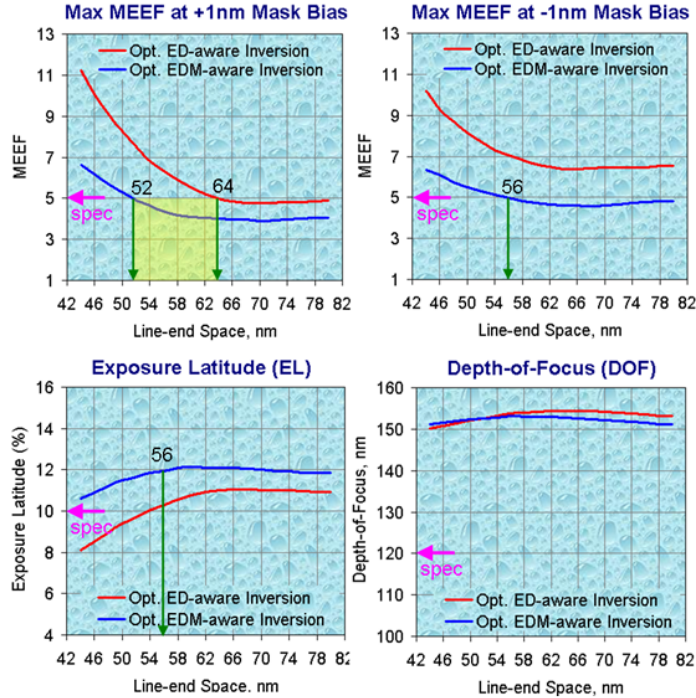 Max MEEF at +1nm Mask Bias
13
11
9
7
5
3
1
MEEF
Opt. ED-aware Inversion
Opt. EDM-aware Inversion
52
64
spec
42 46 50 54 58 62 66 70 74 78 82
Line-end Space, nm
Max MEEF at -1nm Mask Bias
13
11
9
7
5
3
1
MEEF
Opt. ED-aware Inversion
Opt. EDM-aware Inversion
56
spec
42 46 50 54 58 62 66 70 74 78 82
Line-end Space, nm
Exposure Latitude (EL)
16
14
12
10
8
6
4
Exposure Latitude (%)
56
spec
Opt. ED-aware Inversion
Opt. EDM-aware Inversion
42 46 50 54 58 62 66 70 74 78 82
Line-end Space, nm
Depth-of-Focus (DOF)
160
150
140
130
120
110
100
Depth-of-Focus, nm
spec
Opt. ED-aware Inversion
Opt. EDM-aware Inversion
42 46 50 54 58 62 66 70 74 78 82
Line-end Space, nm